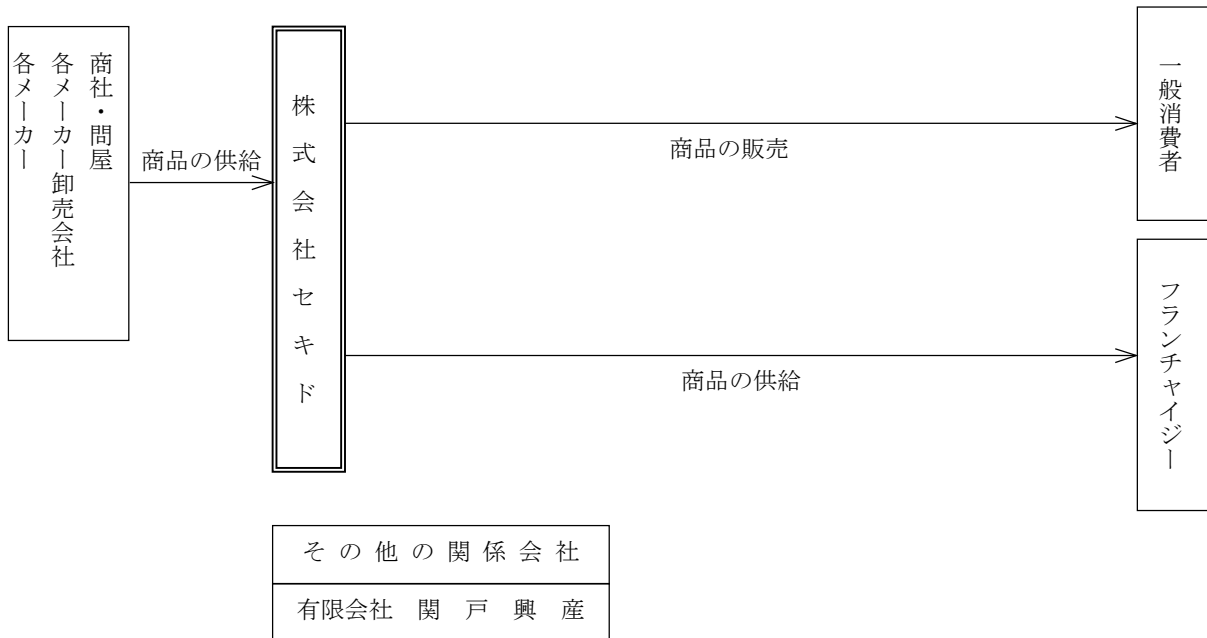 商社・問屋
各メーカー卸売会社
各メーカー
商品の供給
株式会社セキド
商品の販売
商品の供給
一般消費者
フランチャイジー
その他の関係会社
有限会社 関戸興産